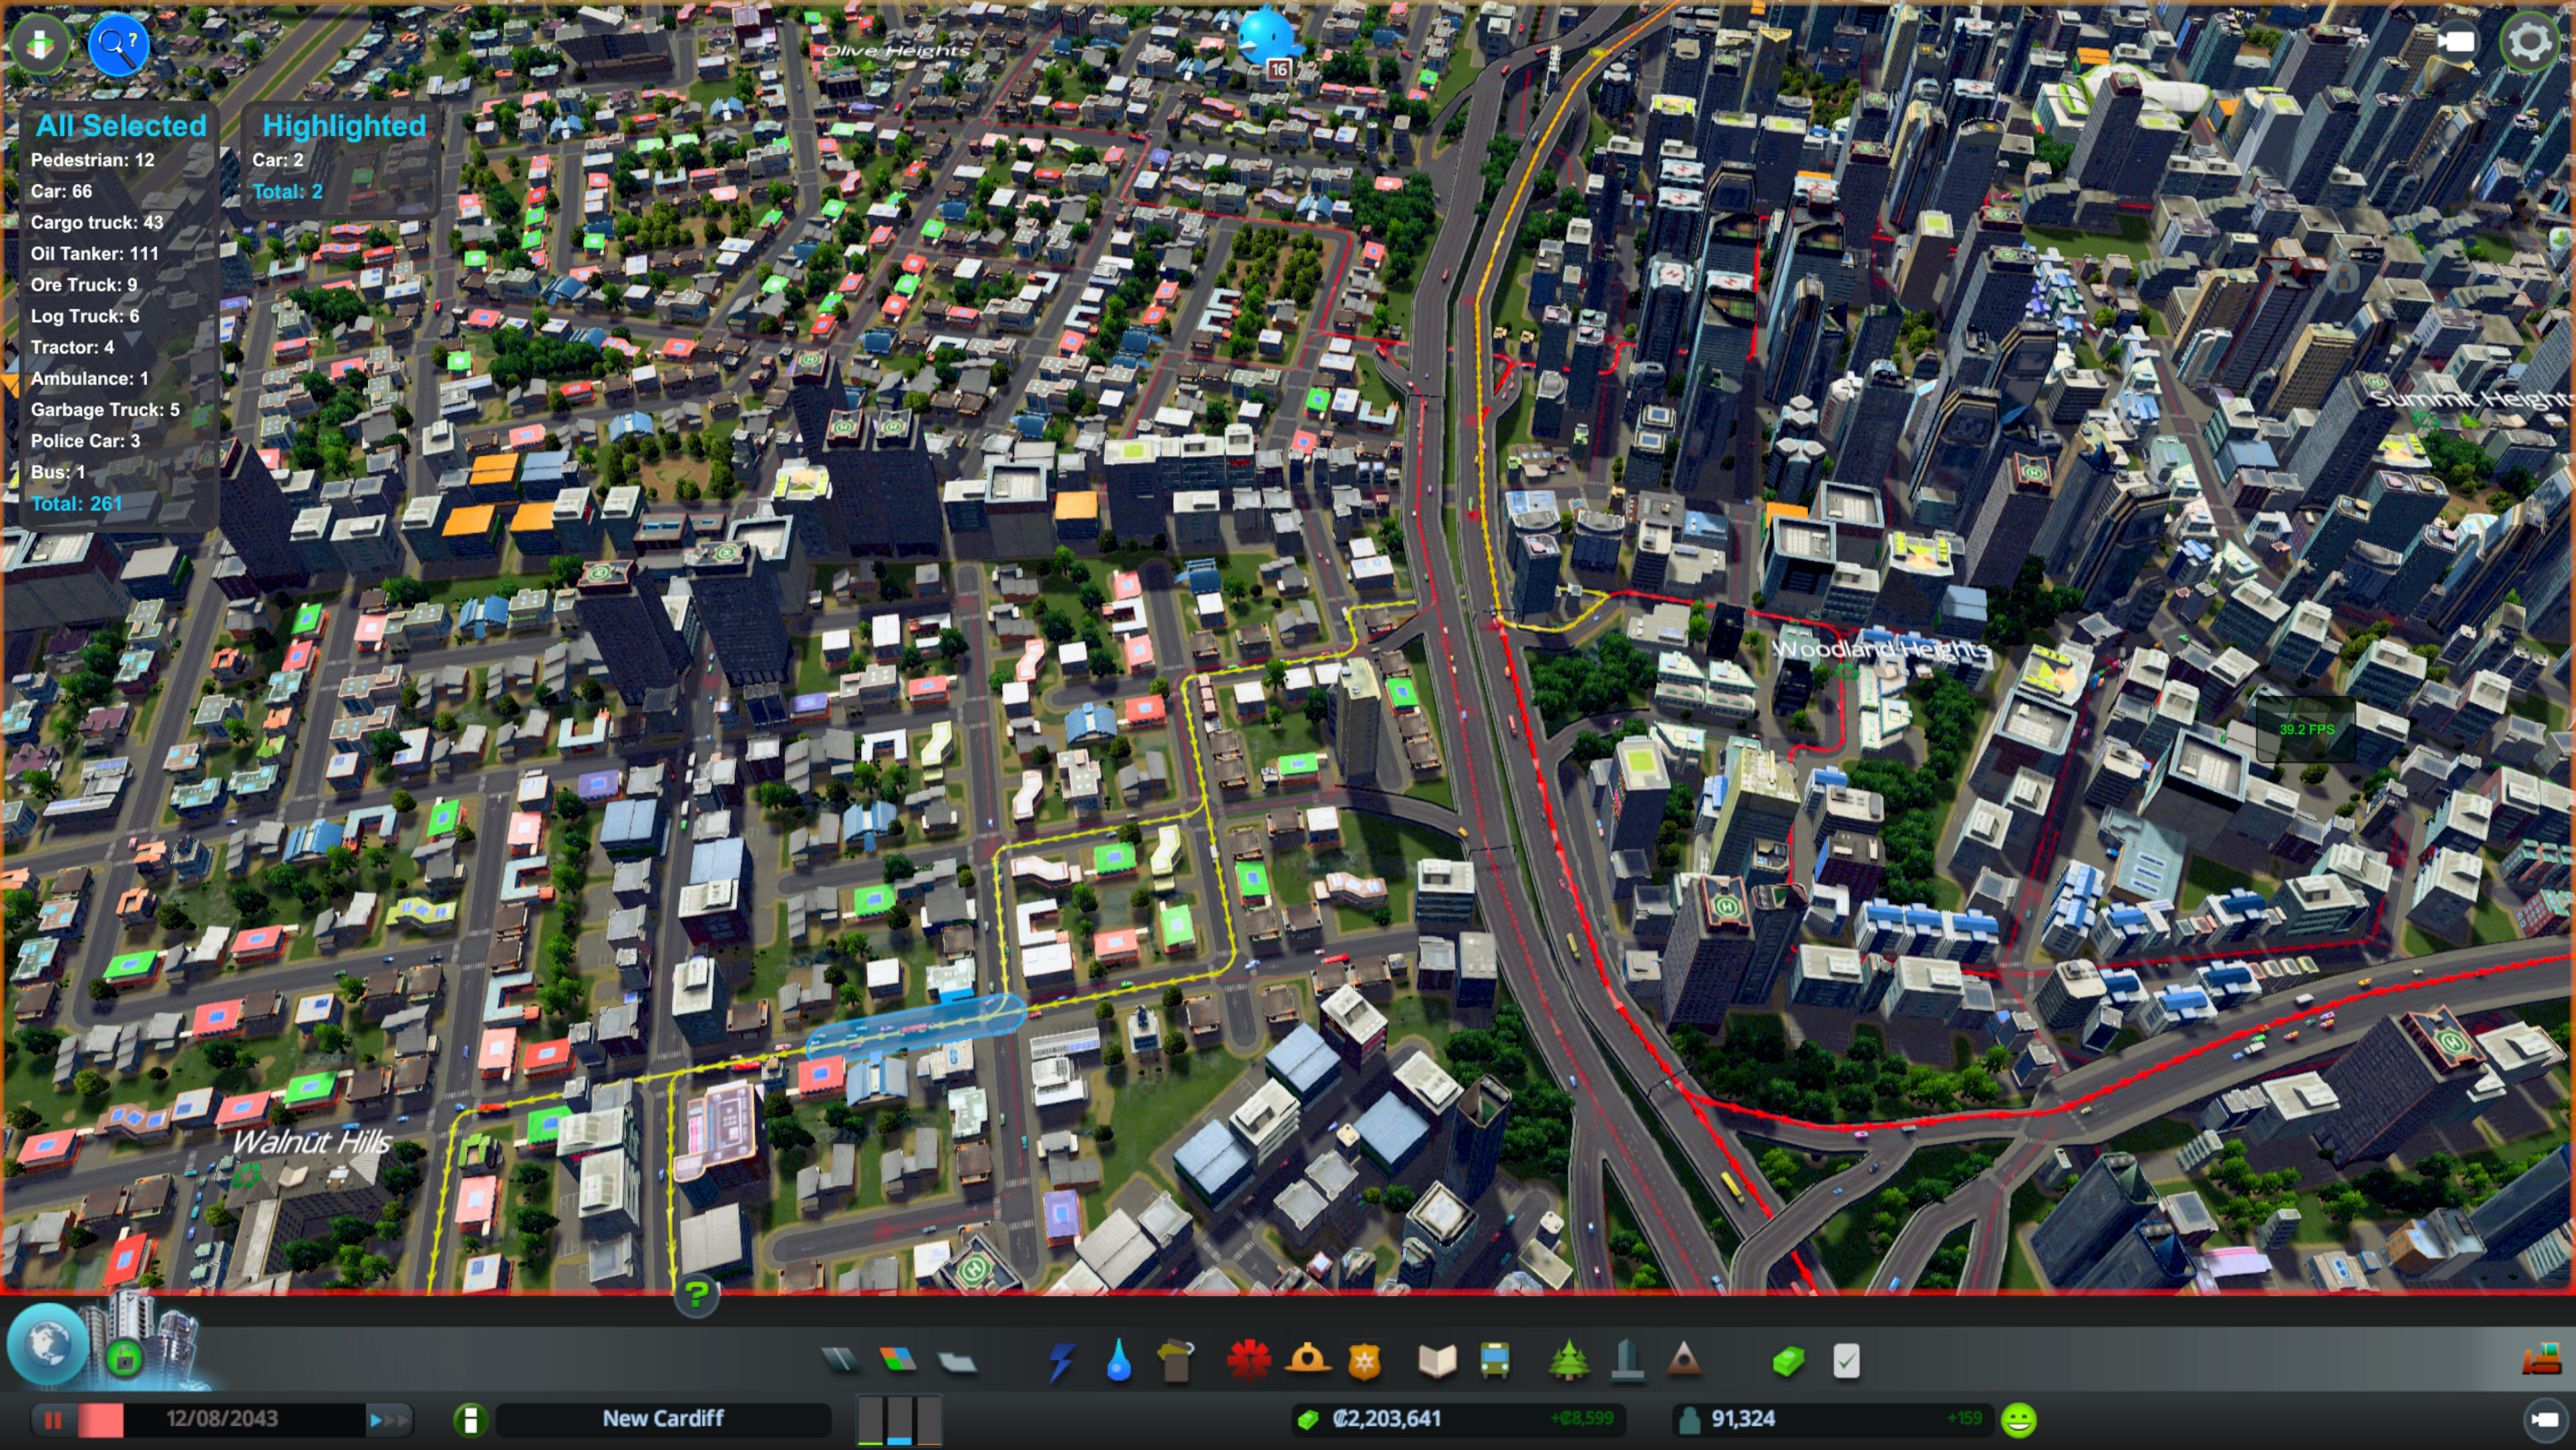 Olive Heights
16
All Selected
Pedestrian: 12
Car: 66
Cargo truck: 43
Oil Tanker: 111
Ore Truck: 9
Log Truck: 6
Tractor: 4
Ambulance: 1
Garbage Truck: 5
Police Car: 3
Bus: 1
Total: 261
Highlighted
Car: 2
Total: 2
Summit Height
Woodland Heights
39.2 FPS
Walnut Hills
?
12/08/2043
New Cardiff
₡2,203,641
+₡8,599
91,324
+159